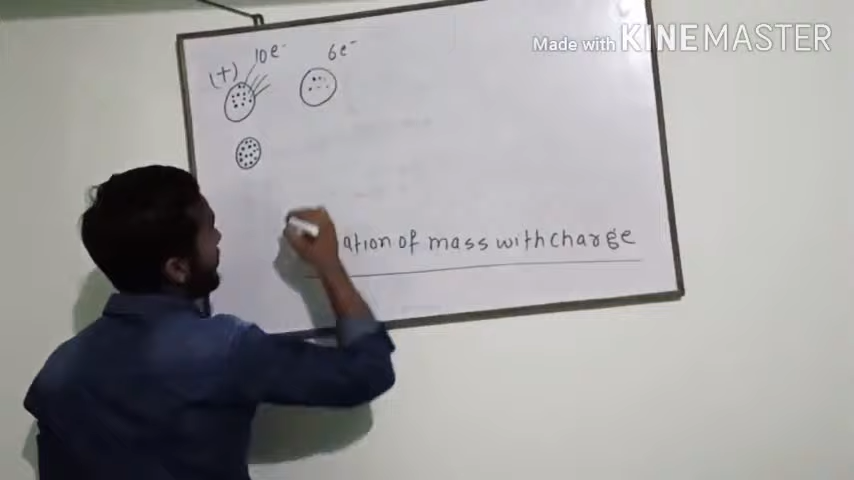 Made with KINEMASTER
10e⁻ 6e⁻
(+)
ation of mass with charge